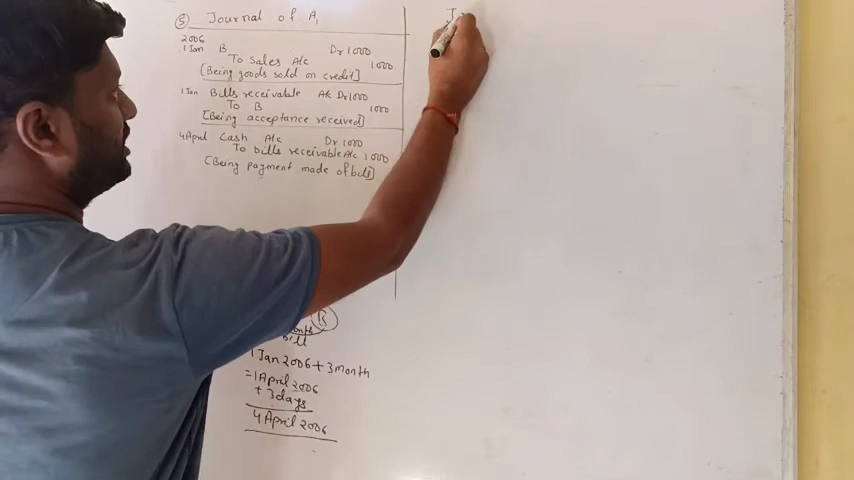 5 Journal of A,
2006
1 Jan B Dr 1000
To Sales A/c 1000
[Being goods sold on credit]
1 Jan Bills receivable A/c Dr 1000
To B 1000
[Being acceptance received]
4 April Cash A/c Dr 1000
To bills receivable A/c 1000
[Being payment made of bill]
J
B
bill
1 Jan 2006 + 3 month
= 1 April 2006
+ 3 days
4 April 2006